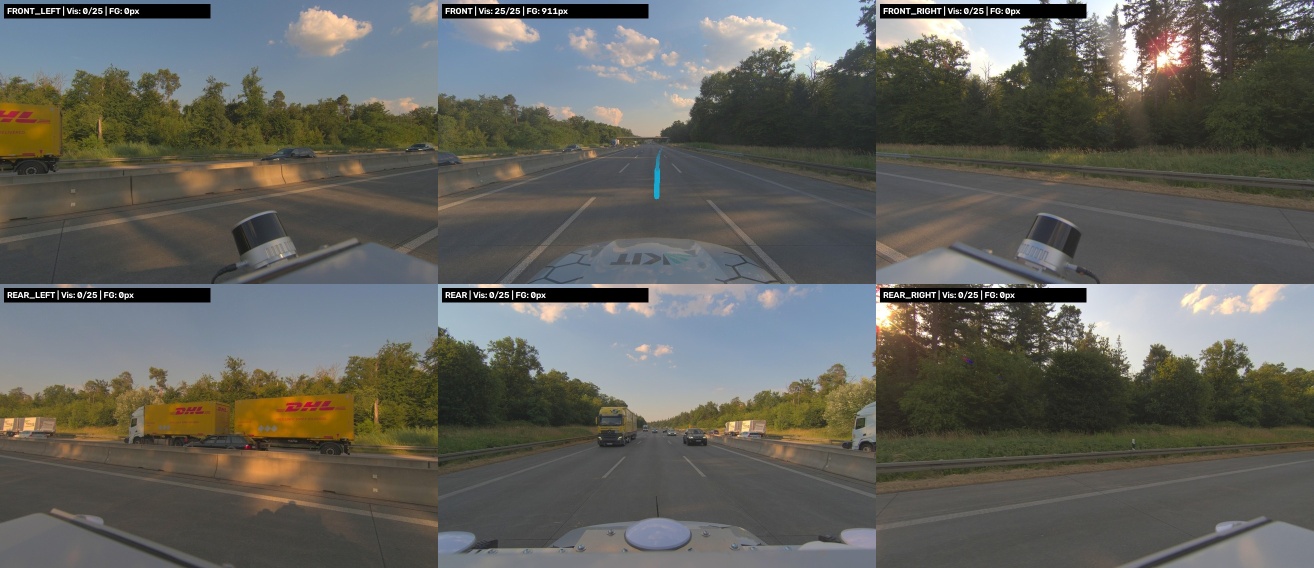 FRONT_LEFT | Vis: 0/25 | FG: 0px
FRONT | Vis: 25/25 | FG: 911px
FRONT_RIGHT | Vis: 0/25 | FG: 0px
HL
KIT
REAR_LEFT | Vis: 0/25 | FG: 0px
REAR | Vis: 0/25 | FG: 0px
REAR_RIGHT | Vis: 0/25 | FG: 0px
DHL
DHL